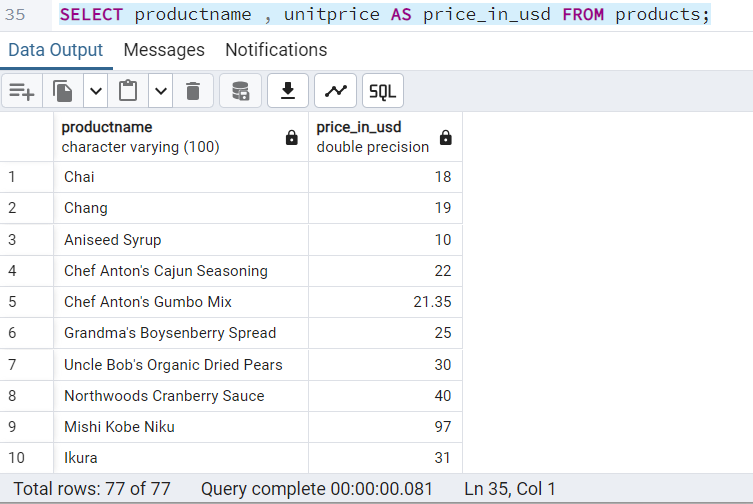 35 SELECT productname , unitprice AS price_in_usd FROM products;
Data Output Messages Notifications
SQL
productname price_in_usd
character varying (100) double precision
1 Chai 18
2 Chang 19
3 Aniseed Syrup 10
4 Chef Anton's Cajun Seasoning 22
5 Chef Anton's Gumbo Mix 21.35
6 Grandma's Boysenberry Spread 25
7 Uncle Bob's Organic Dried Pears 30
8 Northwoods Cranberry Sauce 40
9 Mishi Kobe Niku 97
10 Ikura 31
Total rows: 77 of 77 Query complete 00:00:00.081 Ln 35, Col 1